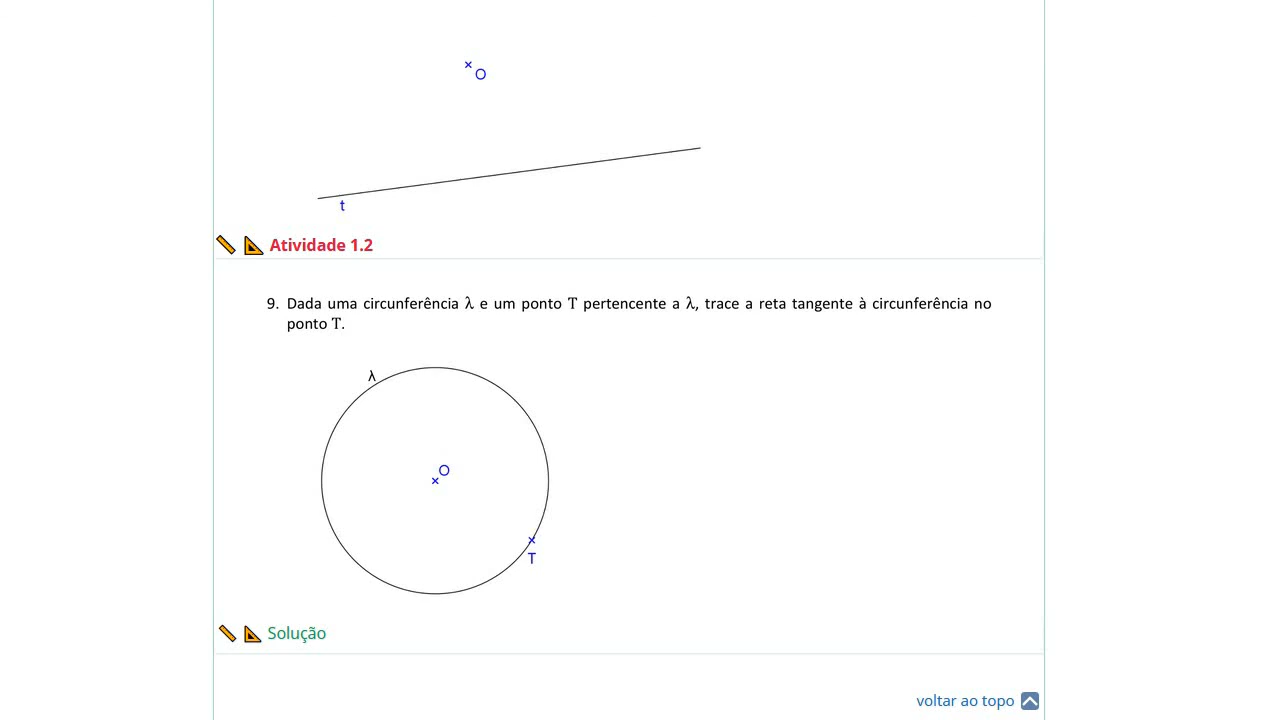 O
t
Atividade 1.2
9. Dada uma circunferência λ e um ponto T pertencente a λ, trace a reta tangente à circunferência no
ponto T.
λ
O
T
Solução
voltar ao topo